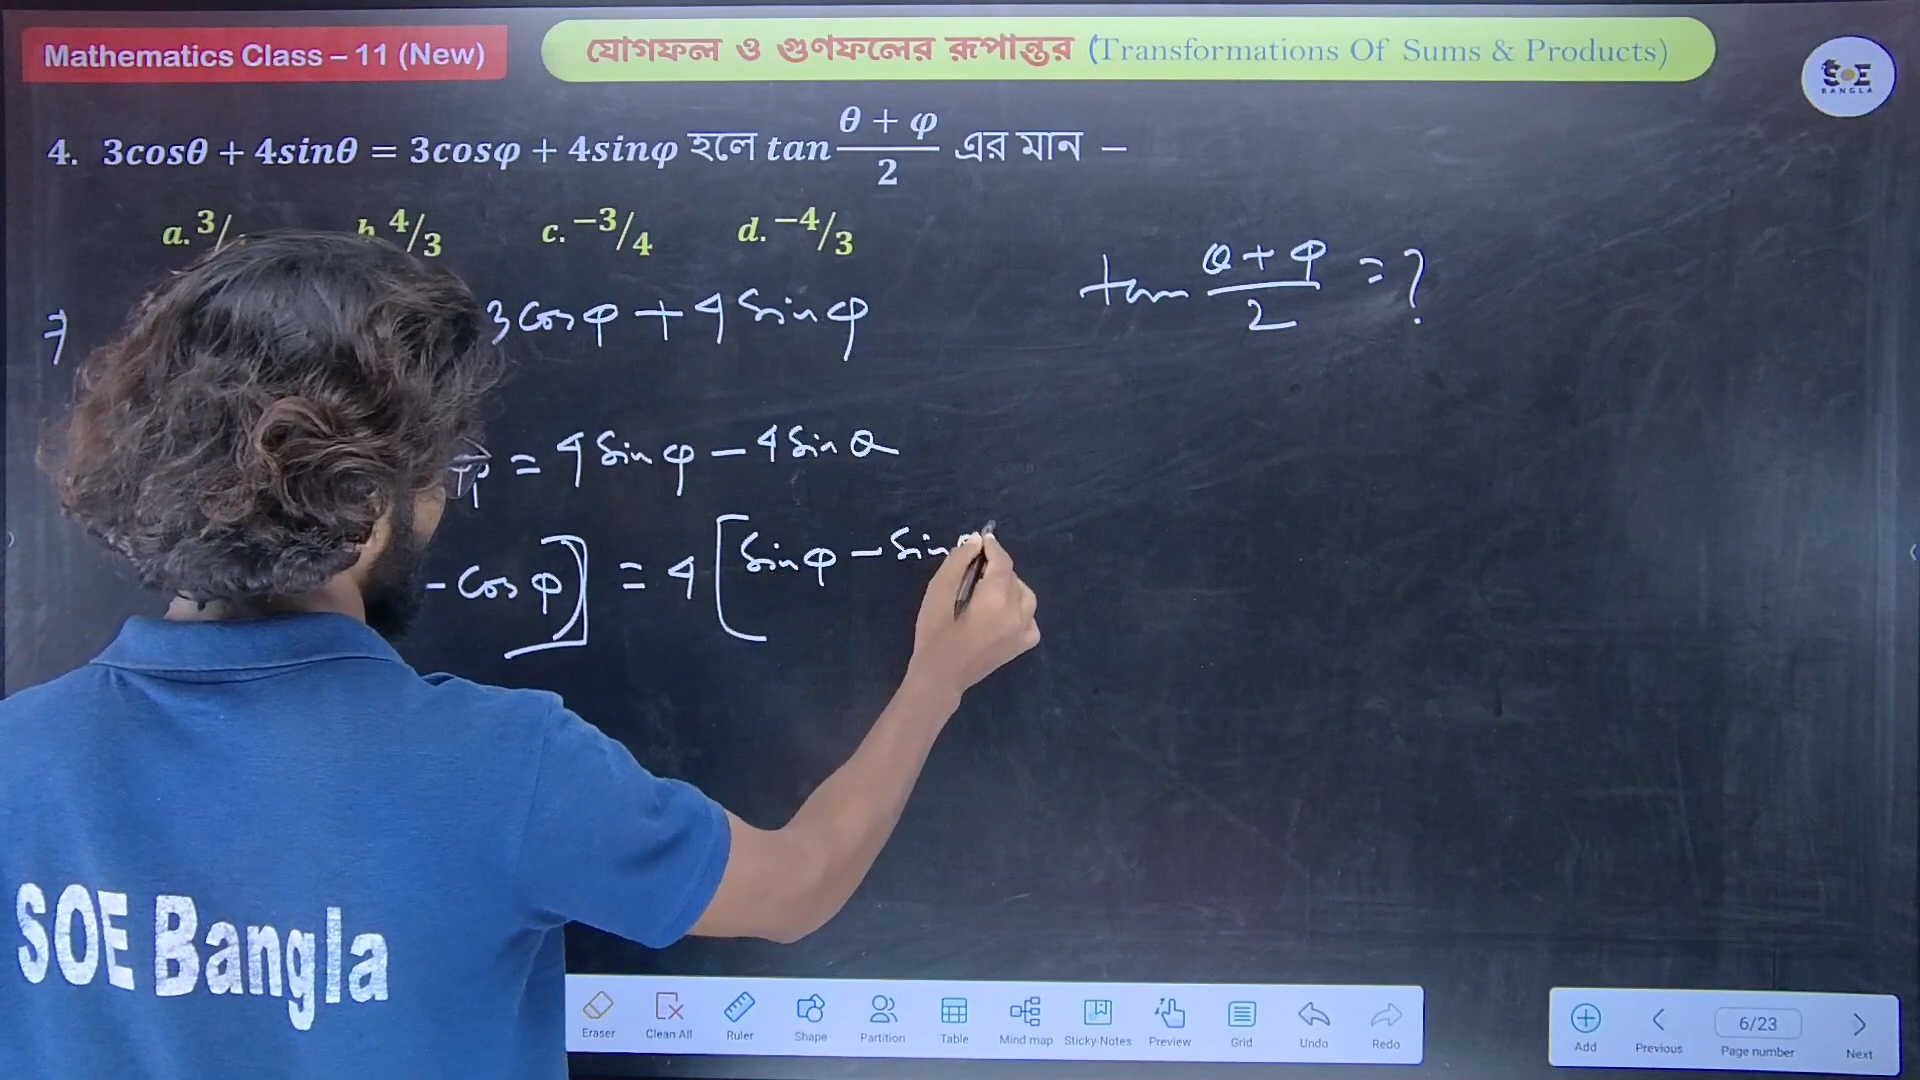 Mathematics Class – 11 (New)
যোগফল ও গুণফলের রূপান্তর (Transformations Of Sums & Products)
SOE BANGLA
4. 3cosθ + 4sinθ = 3cosφ + 4sinφ হলে tan (θ + φ)/2 এর মান –
a. 3/ 4/3 c. −3/4 d. −4/3
tan (θ+φ)/2 = ?
⇒ 3cosφ + 4sinφ
= 4sinφ − 4sinθ
- cosφ] = 4[sinφ − sin
SOE Bangla
Eraser Clean All Ruler Shape Partition Table Mind map Sticky-Notes Preview Grid Undo Redo
Add Previous 6/23 Page number Next